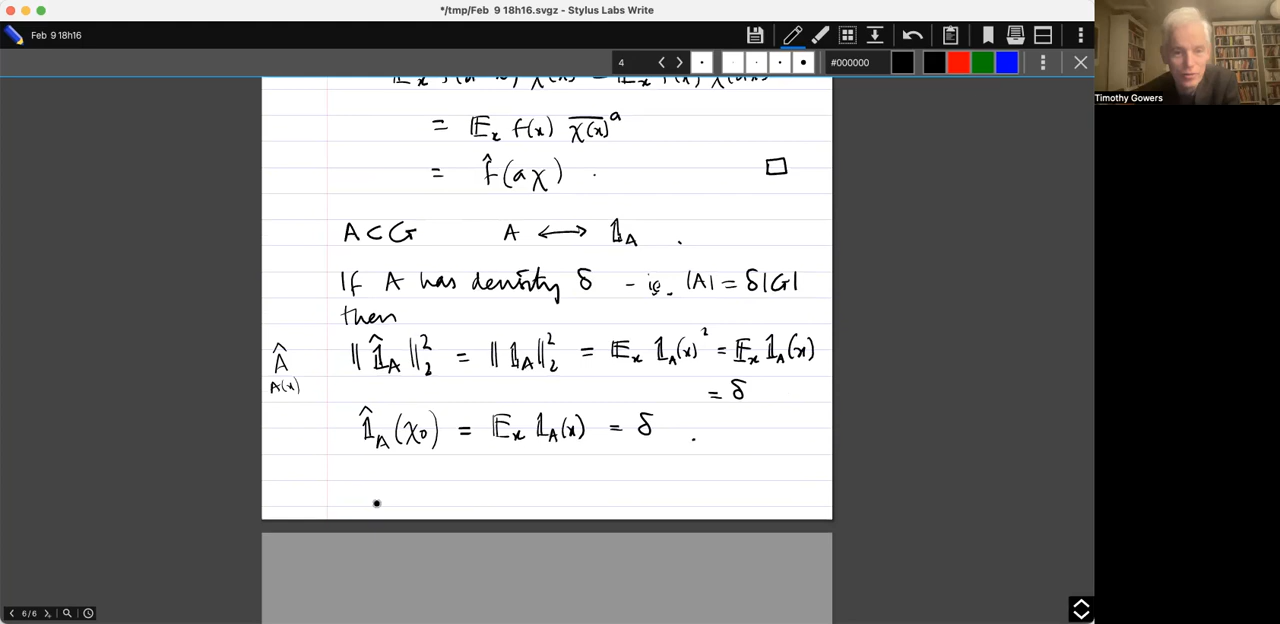 */tmp/Feb 9 18h16.svgz - Stylus Labs Write
Feb 9 18h16
4
#000000
Timothy Gowers
= 𝔼ₓ f(x) \overline{χ(x)}^a
= f̂(aχ) .
A ⊂ G A ⟷ 𝟙_A .
If A has density δ - i.e. |A| = δ|G|
then
Â ‖𝟙̂_A‖₂² = ‖𝟙_A‖₂² = 𝔼ₓ 𝟙_A(x)² = 𝔼ₓ 𝟙_A(x)
A(x)
= δ
𝟙̂_A(χ₀) = 𝔼ₓ 𝟙_A(x) = δ .
6/6